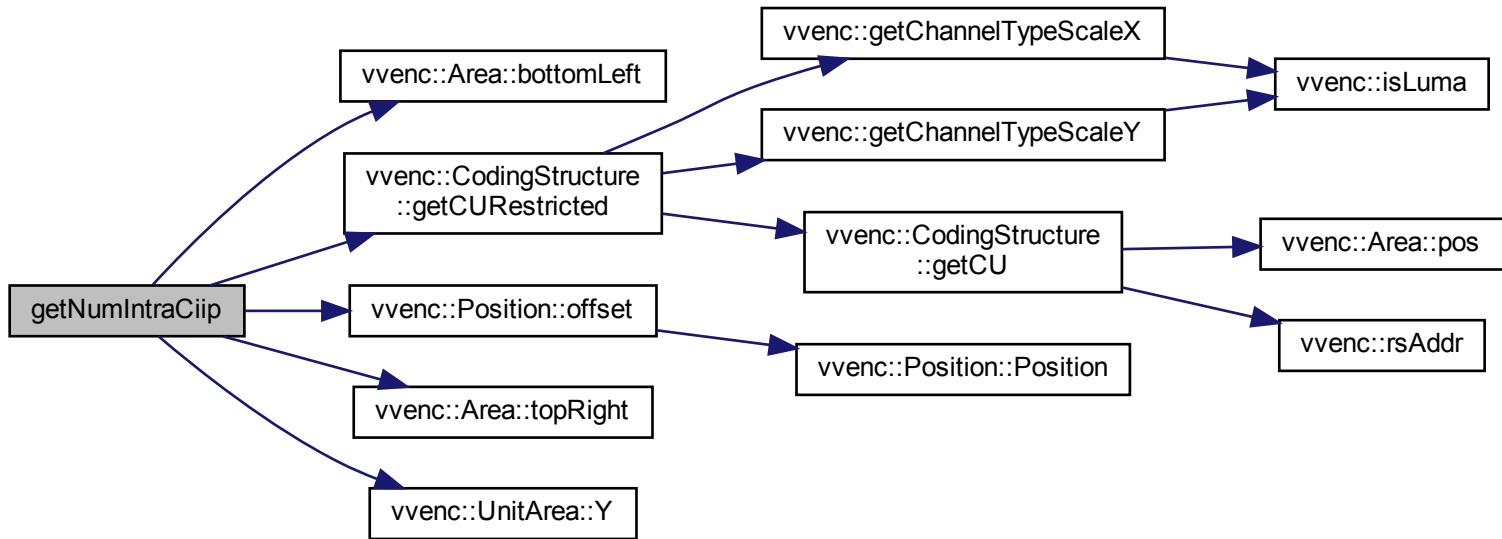 getNumIntraCiip
vvenc::Area::bottomLeft
vvenc::CodingStructure
::getCURestricted
vvenc::Position::offset
vvenc::Area::topRight
vvenc::UnitArea::Y
vvenc::getChannelTypeScaleX
vvenc::getChannelTypeScaleY
vvenc::CodingStructure
::getCU
vvenc::Position::Position
vvenc::isLuma
vvenc::Area::pos
vvenc::rsAddr